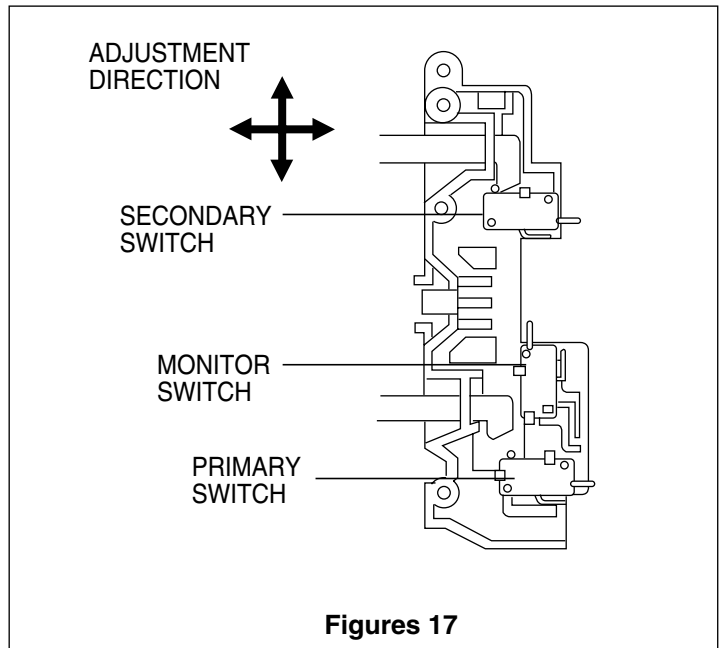 ADJUSTMENT
DIRECTION
SECONDARY
SWITCH
MONITOR
SWITCH
PRIMARY
SWITCH
Figures 17